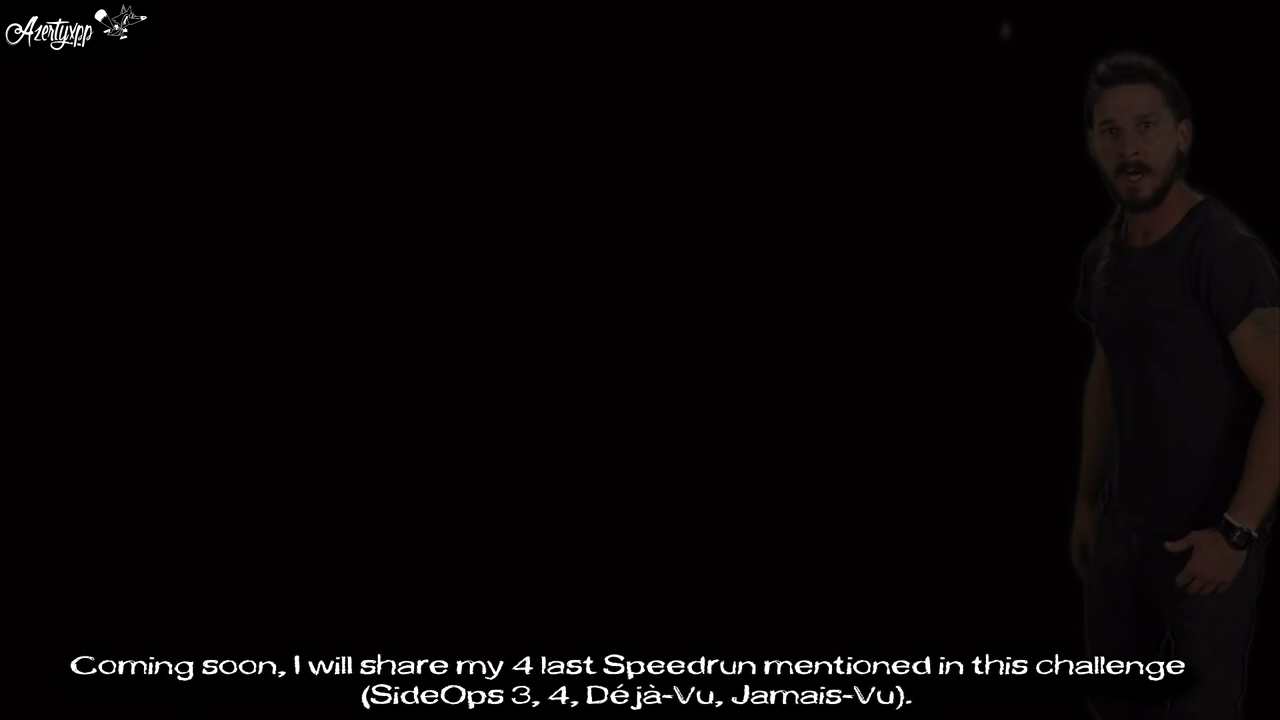 Azertyxpp
Coming soon, I will share my 4 last Speedrun mentioned in this challenge
(SideOps 3, 4, Déjà-Vu, Jamais-Vu).